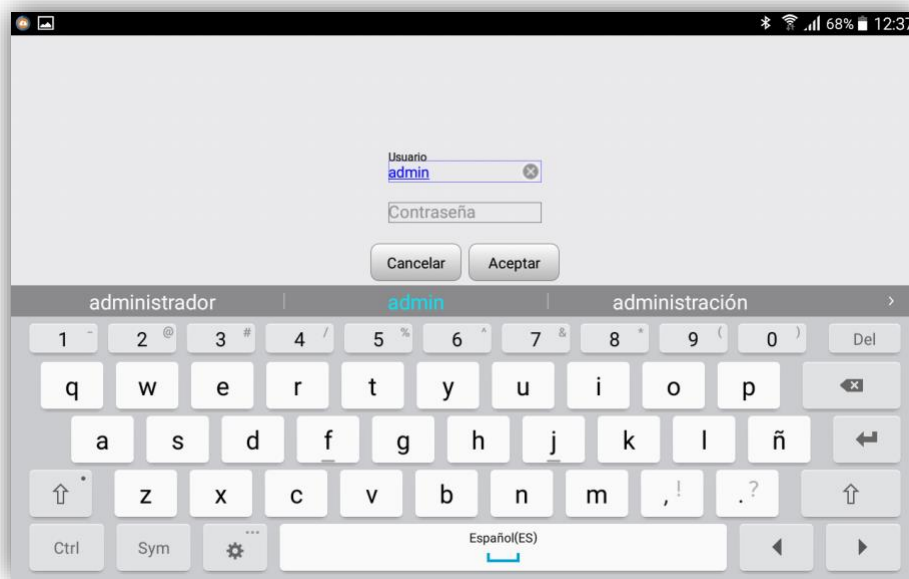 68% 12:37
Usuario
admin
Contraseña
Cancelar Aceptar
administrador admin administración
1 - 2 @ 3 # 4 / 5 % 6 ^ 7 & 8 * 9 ( 0 ) Del
q w e r t y u i o p
a s d f g h j k l ñ
z x c v b n m , ! . ?
Ctrl Sym Español(ES)